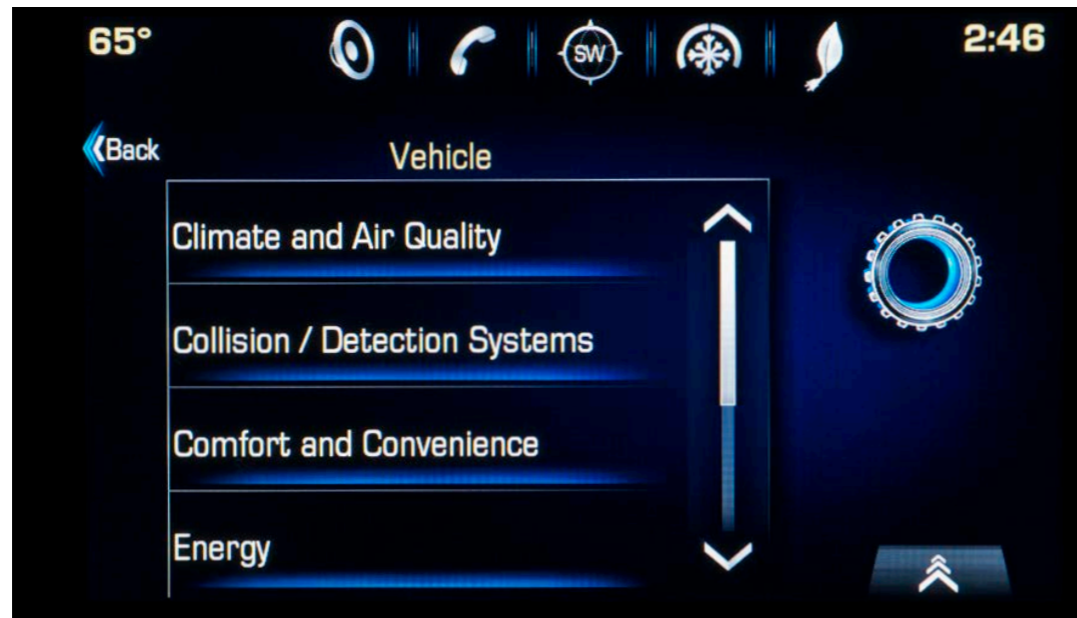 65°
SW
2:46
Back
Vehicle
Climate and Air Quality
Collision / Detection Systems
Comfort and Convenience
Energy